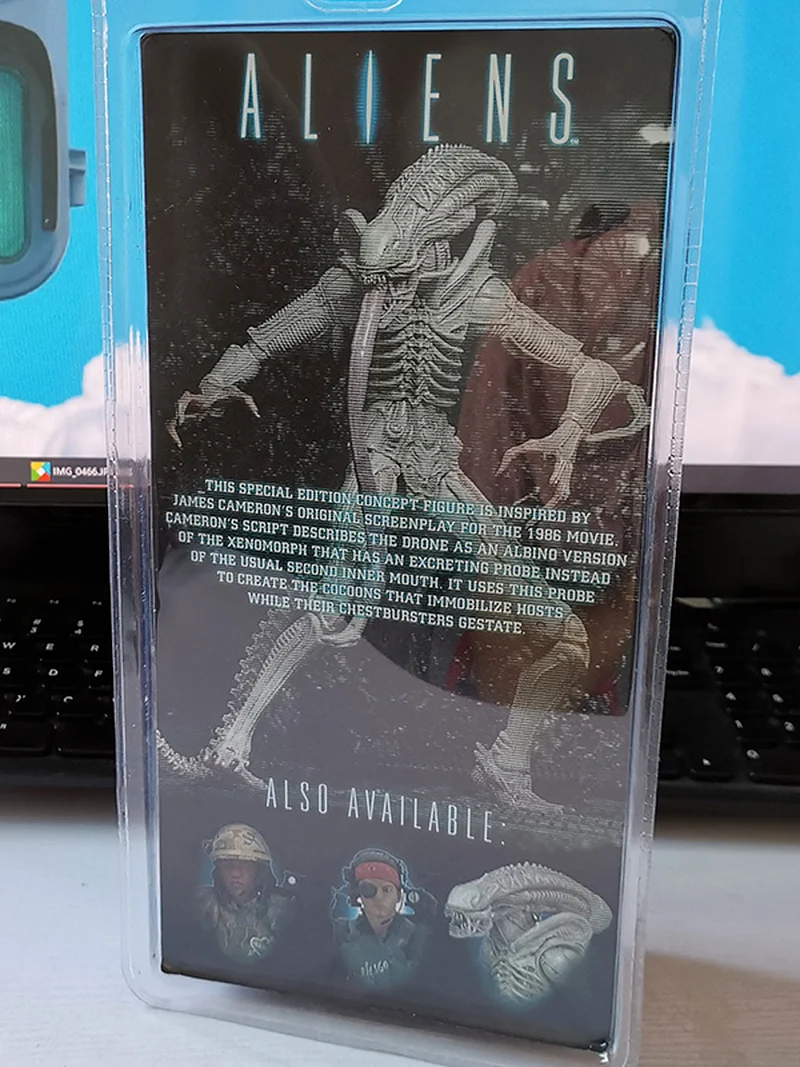 ALIENS
IMG_0466.JP
THIS SPECIAL EDITION CONCEPT FIGURE IS INSPIRED BY
JAMES CAMERON'S ORIGINAL SCREENPLAY FOR THE 1986 MOVIE.
CAMERON'S SCRIPT DESCRIBES THE DRONE AS AN ALBINO VERSION
OF THE XENOMORPH THAT HAS AN EXCRETING PROBE INSTEAD
OF THE USUAL SECOND INNER MOUTH. IT USES THIS PROBE
TO CREATE THE COCOONS THAT IMMOBILIZE HOSTS
WHILE THEIR CHESTBURSTERS GESTATE.
W E R
S D F
ALSO AVAILABLE: